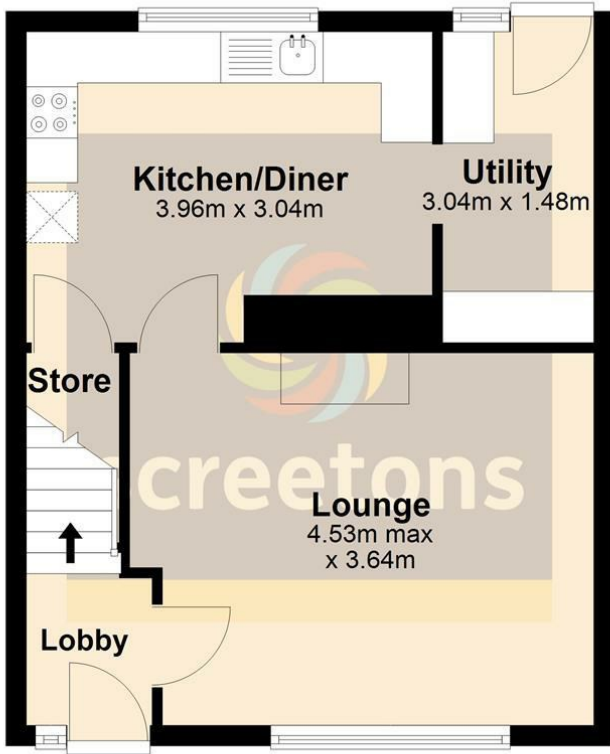 Kitchen/Diner
3.96m x 3.04m
Utility
3.04m x 1.48m
Store
screetons
Lounge
4.53m max
x 3.64m
Lobby